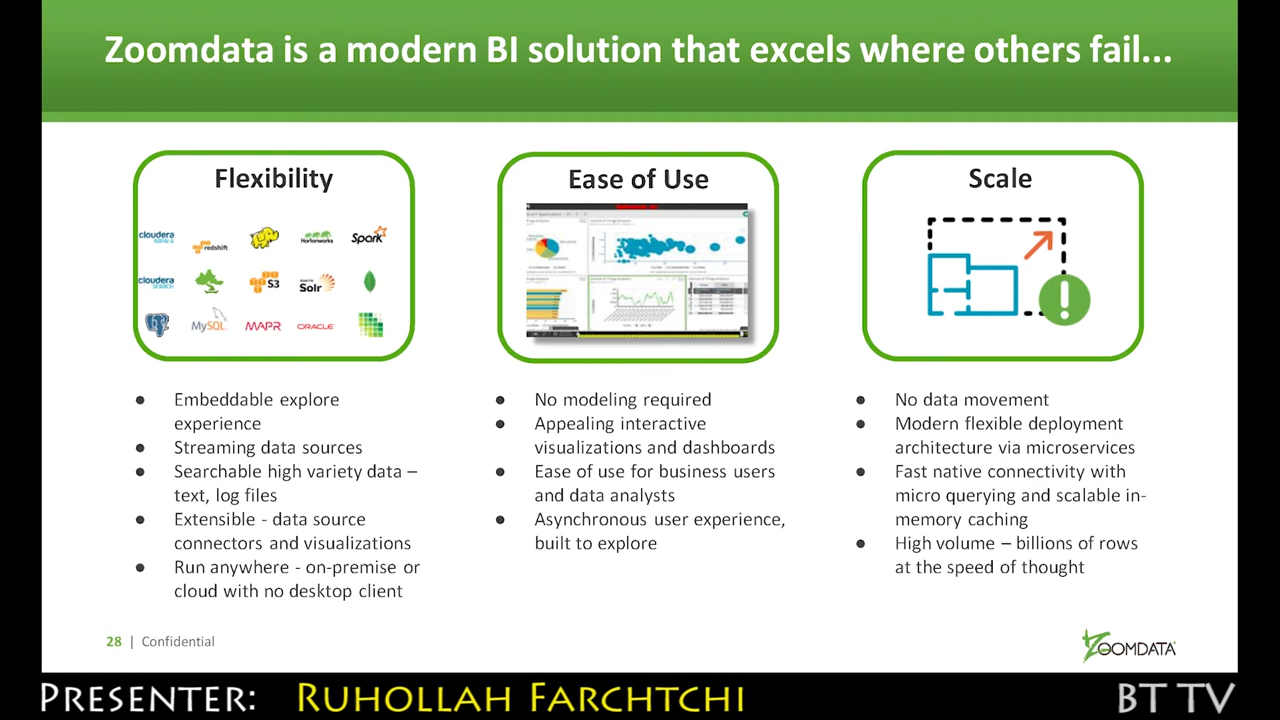 Zoomdata is a modern BI solution that excels where others fail...
Flexibility
cloudera
redshift
Hortonworks
Spark
cloudera
SEARCH
S3
Solr
MySQL
MAPR
ORACLE
Embeddable explore
experience
Streaming data sources
Searchable high variety data –
text, log files
Extensible - data source
connectors and visualizations
Run anywhere - on-premise or
cloud with no desktop client
Ease of Use
No modeling required
Appealing interactive
visualizations and dashboards
Ease of use for business users
and data analysts
Asynchronous user experience,
built to explore
Scale
No data movement
Modern flexible deployment
architecture via microservices
Fast native connectivity with
micro querying and scalable in-
memory caching
High volume – billions of rows
at the speed of thought
28 | Confidential
ZOOMDATA
PRESENTER: RUHOLLAH FARCHTCHI
BT TV